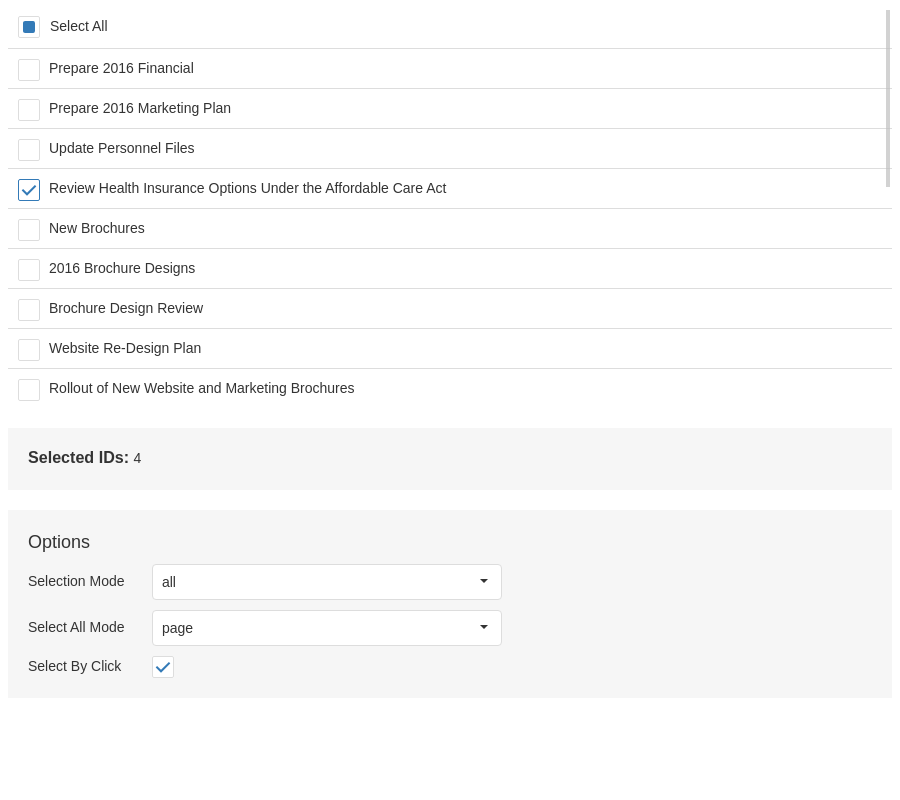 Select All
Prepare 2016 Financial
Prepare 2016 Marketing Plan
Update Personnel Files
Review Health Insurance Options Under the Affordable Care Act
New Brochures
2016 Brochure Designs
Brochure Design Review
Website Re-Design Plan
Rollout of New Website and Marketing Brochures
Selected IDs: 4
Options
Selection Mode all
Select All Mode page
Select By Click